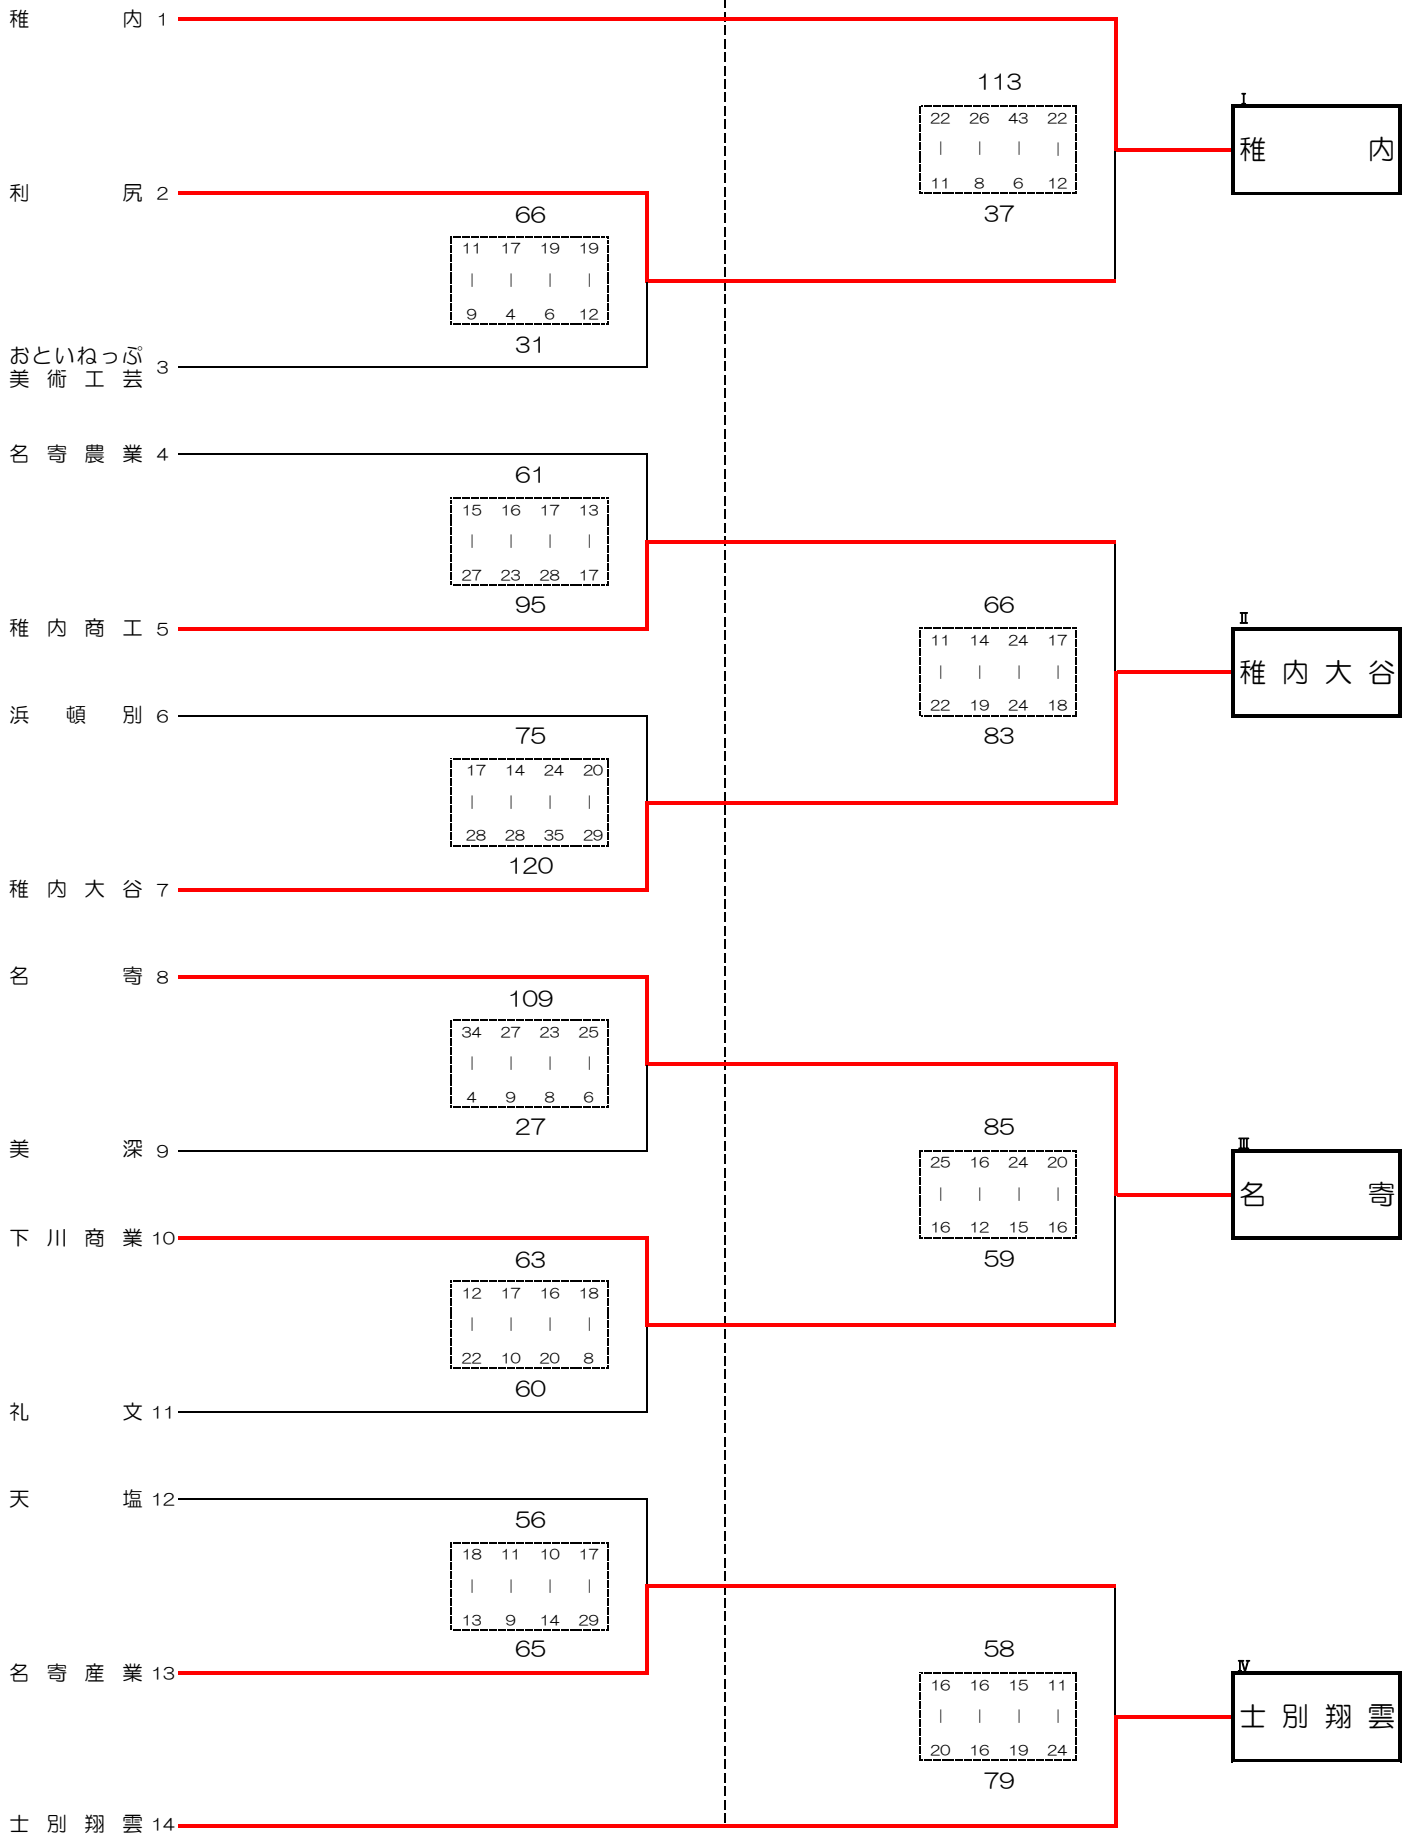 稚内 1
113
Ⅰ
22 26 43 22
稚内
11 8 6 12
利尻 2
37
66
11 17 19 19
9 4 6 12
31
おといねっぷ
美術工芸 3
名寄農業 4
61
15 16 17 13
27 23 28 17
95
66
Ⅱ
稚内商工 5
11 14 24 17
稚内大谷
22 19 24 18
浜頓別 6
75
83
17 14 24 20
28 28 35 29
120
稚内大谷 7
名寄 8
109
34 27 23 25
4 9 8 6
27
85
Ⅲ
美深 9
25 16 24 20
名寄
16 12 15 16
下川商業 10
63
59
12 17 16 18
22 10 20 8
60
礼文 11
天塩 12
56
18 11 10 17
13 9 14 29
65
58
Ⅳ
名寄産業 13
16 16 15 11
士別翔雲
20 16 19 24
79
士別翔雲 14